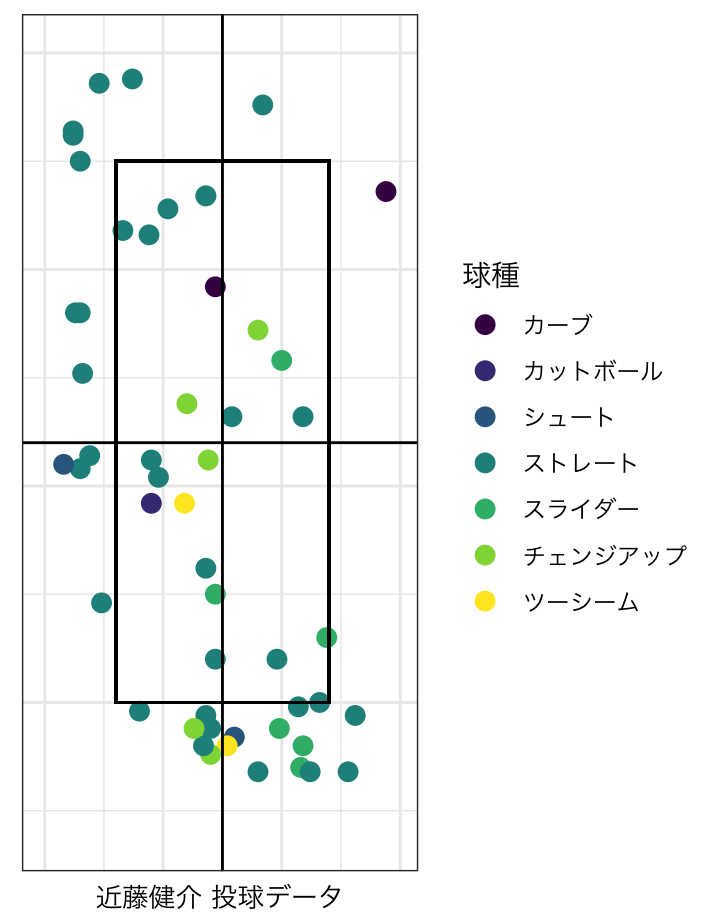 球種
カーブ
カットボール
シュート
ストレート
スライダー
チェンジアップ
ツーシーム
近藤健介 投球データ